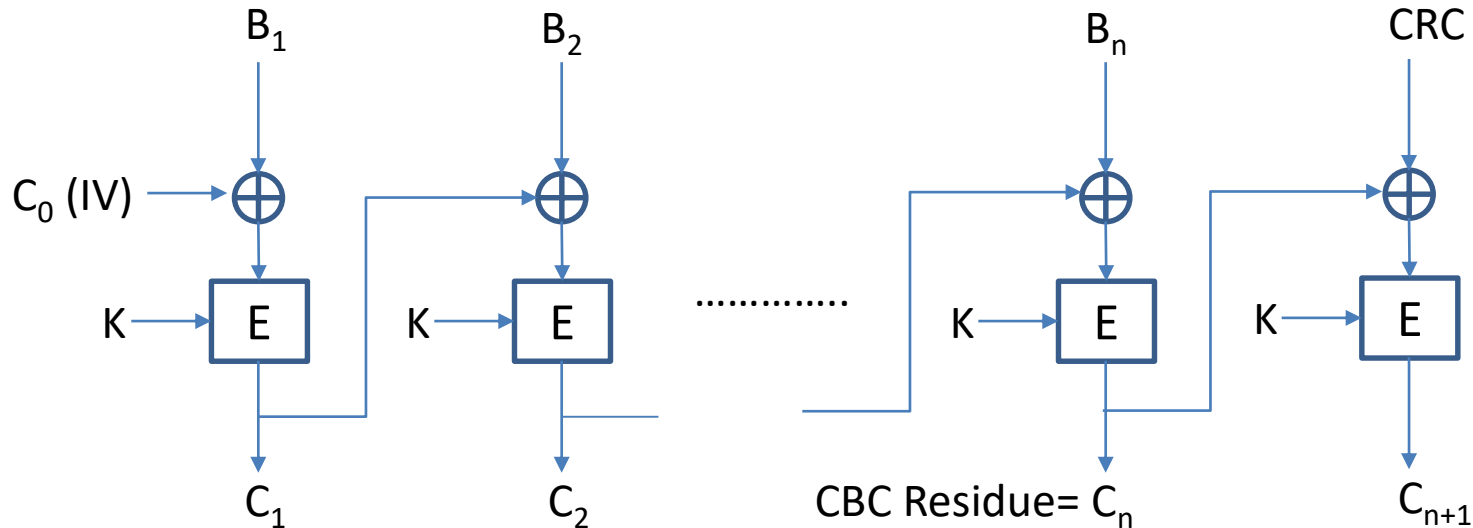 B₁ B₂ Bₙ CRC
C₀ (IV)
K E K E .............. K E K E
C₁ C₂ CBC Residue= Cₙ Cₙ₊₁